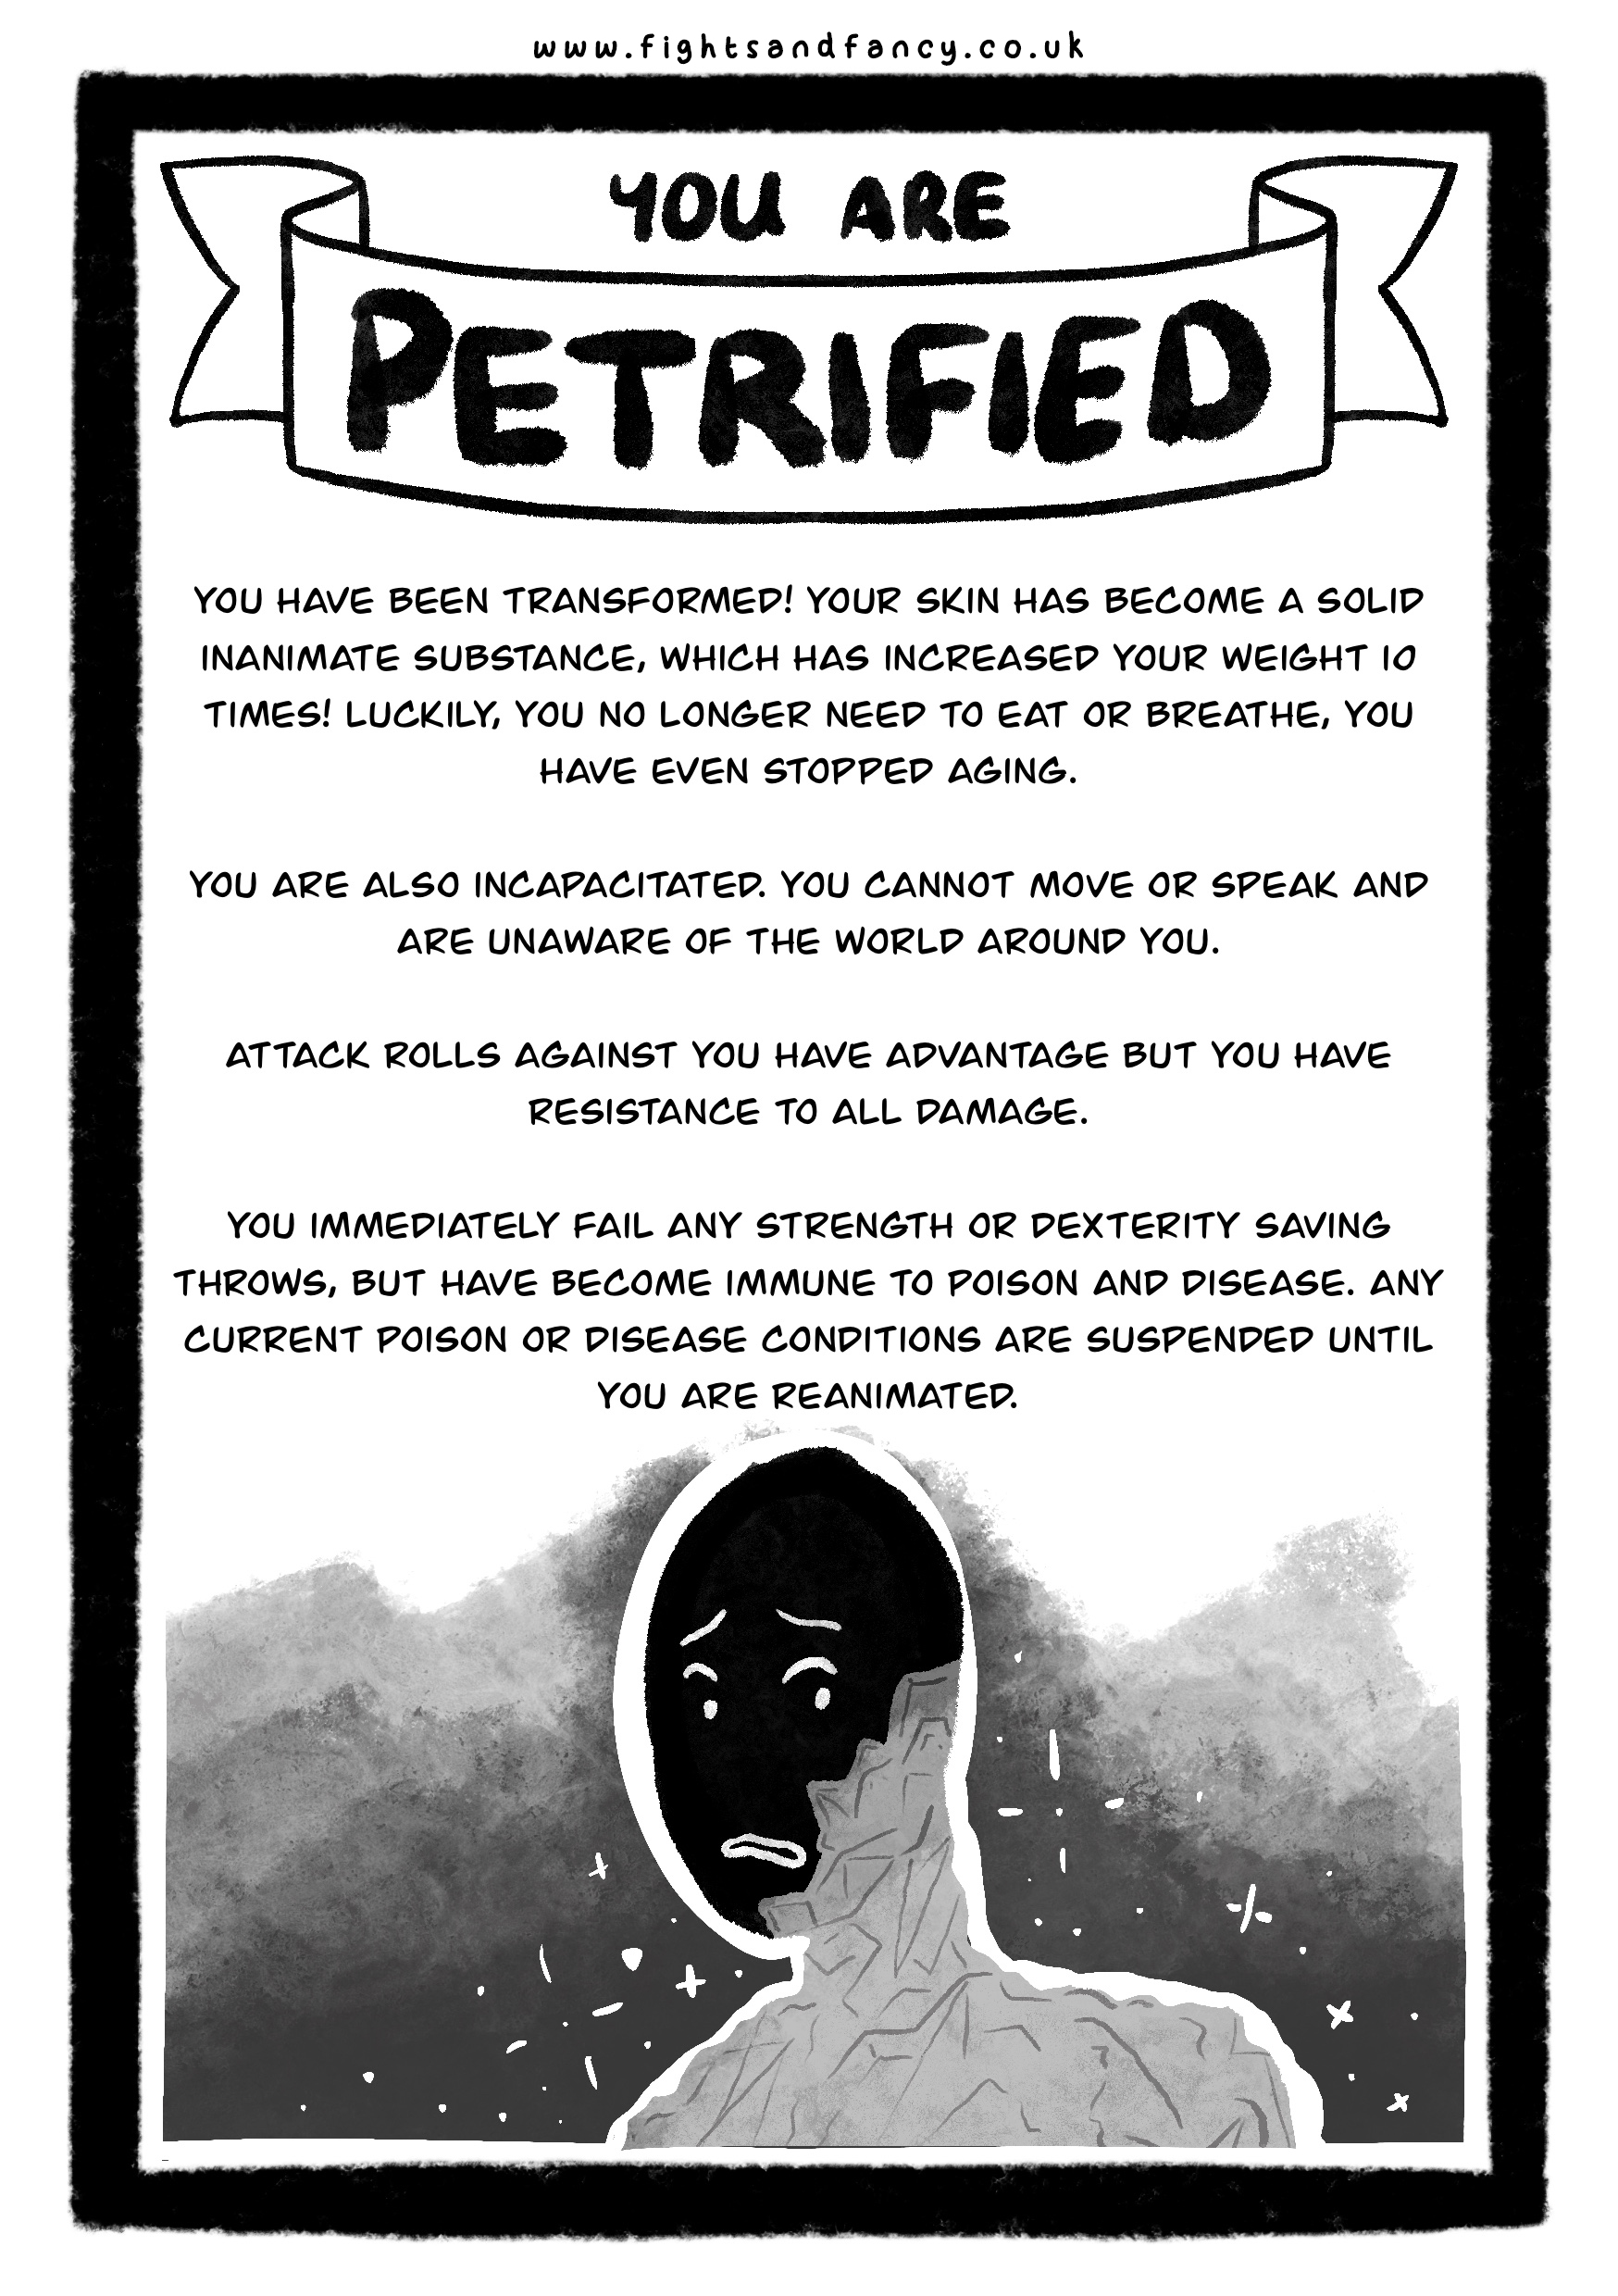 www.fightsandfancy.co.uk
YOU ARE
PETRIFIED
YOU HAVE BEEN TRANSFORMED! YOUR SKIN HAS BECOME A SOLID
INANIMATE SUBSTANCE, WHICH HAS INCREASED YOUR WEIGHT 10
TIMES! LUCKILY, YOU NO LONGER NEED TO EAT OR BREATHE, YOU
HAVE EVEN STOPPED AGING.
YOU ARE ALSO INCAPACITATED. YOU CANNOT MOVE OR SPEAK AND
ARE UNAWARE OF THE WORLD AROUND YOU.
ATTACK ROLLS AGAINST YOU HAVE ADVANTAGE BUT YOU HAVE
RESISTANCE TO ALL DAMAGE.
YOU IMMEDIATELY FAIL ANY STRENGTH OR DEXTERITY SAVING
THROWS, BUT HAVE BECOME IMMUNE TO POISON AND DISEASE. ANY
CURRENT POISON OR DISEASE CONDITIONS ARE SUSPENDED UNTIL
YOU ARE REANIMATED.